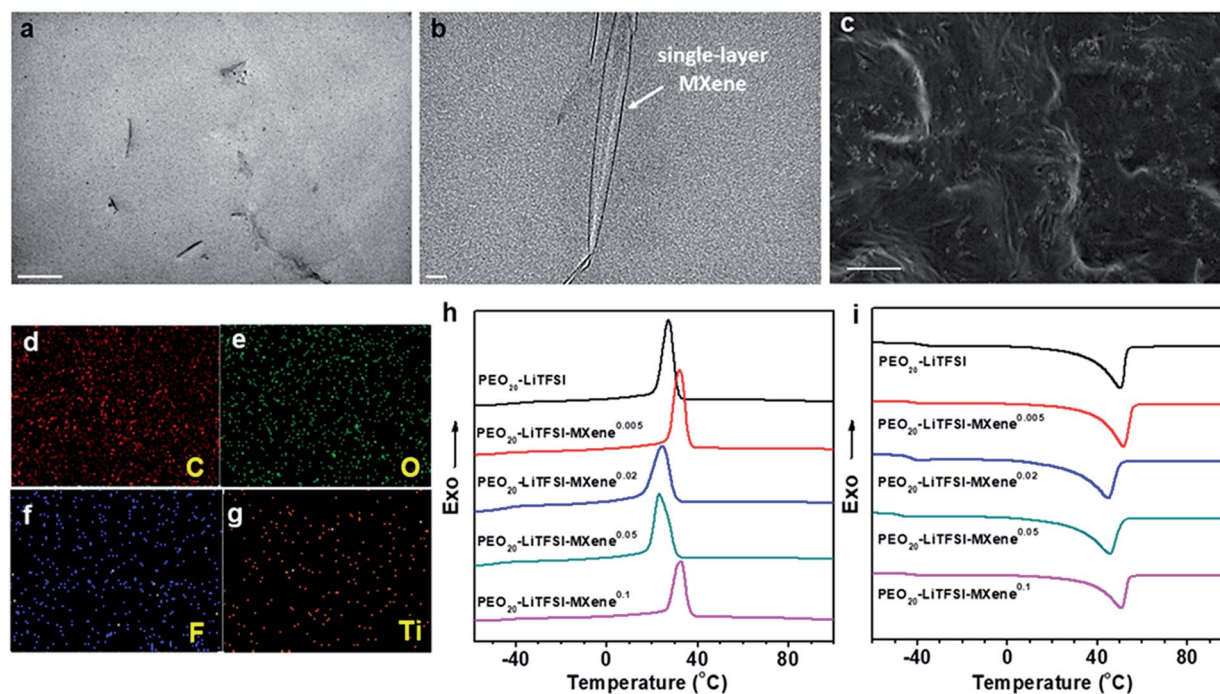 a
b
single-layer
MXene
c
d
C
e
O
f
F
g
Ti
h
PEO₂₀-LiTFSI
PEO₂₀-LiTFSI-MXene⁰·⁰⁰⁵
PEO₂₀-LiTFSI-MXene⁰·⁰²
PEO₂₀-LiTFSI-MXene⁰·⁰⁵
PEO₂₀-LiTFSI-MXene⁰·¹
Exo
-40 0 40 80
Temperature (°C)
i
PEO₂₀-LiTFSI
PEO₂₀-LiTFSI-MXene⁰·⁰⁰⁵
PEO₂₀-LiTFSI-MXene⁰·⁰²
PEO₂₀-LiTFSI-MXene⁰·⁰⁵
PEO₂₀-LiTFSI-MXene⁰·¹
Exo
-40 0 40 80
Temperature (°C)